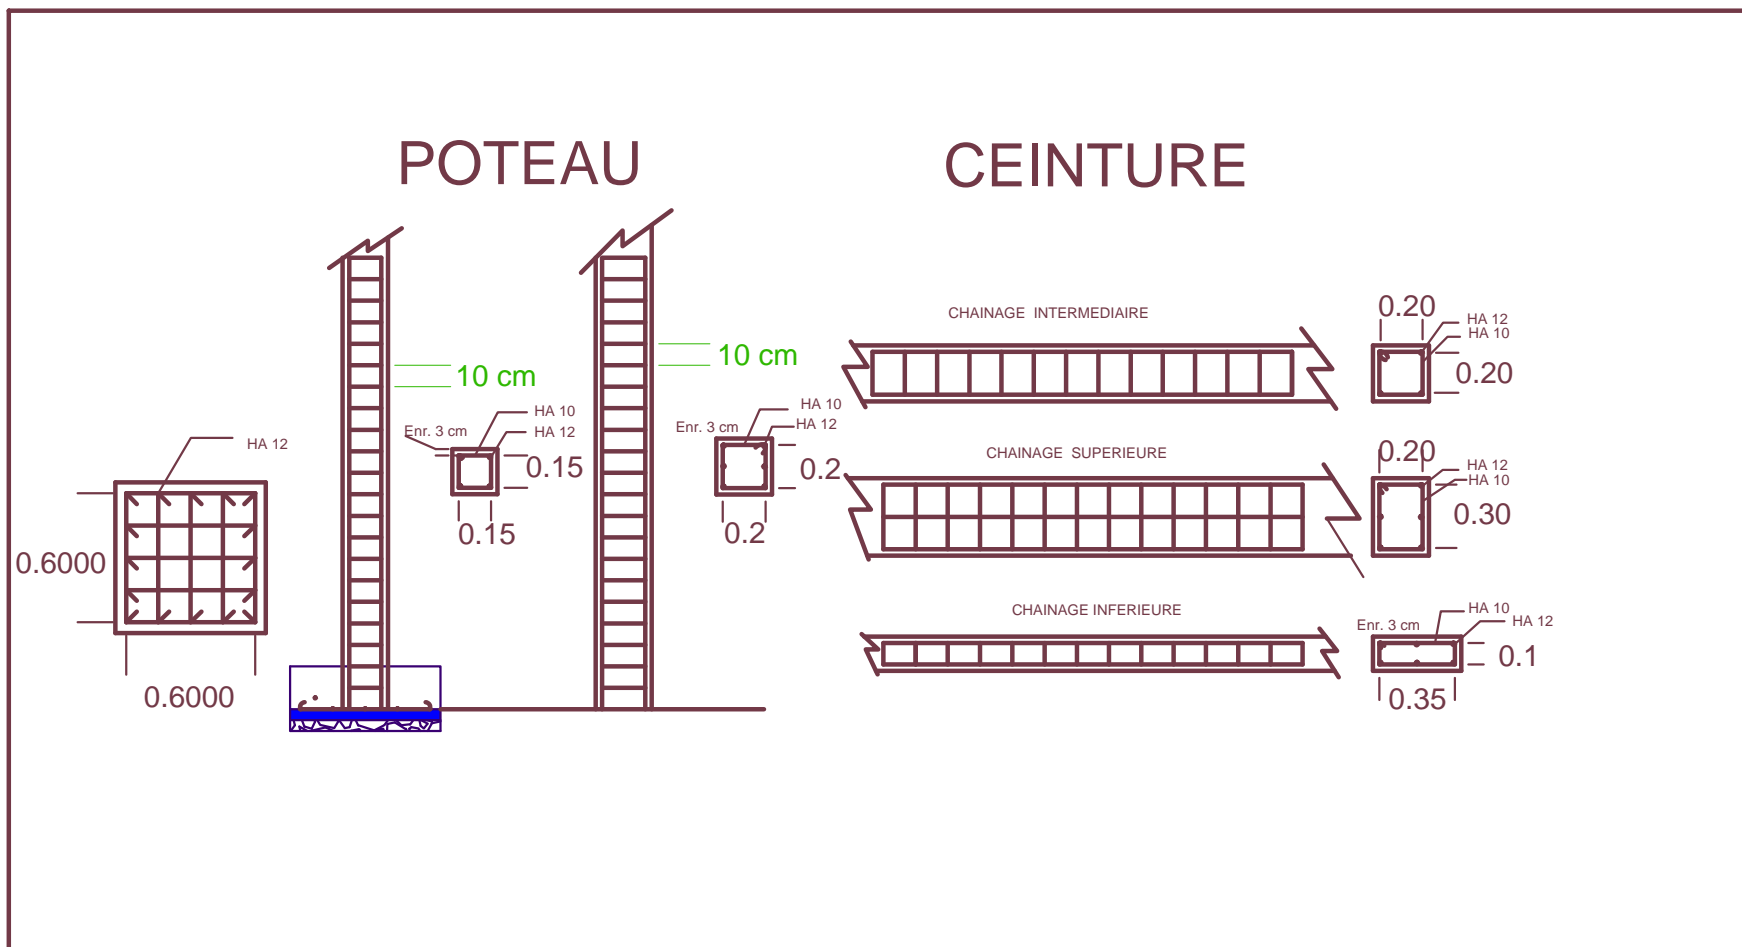 POTEAU
CEINTURE
CHAINAGE INTERMEDIAIRE
0.20
HA 12
HA 10
0.20
10 cm
10 cm
HA 10
Enr. 3 cm
HA 12
0.15
0.15
HA 10
Enr. 3 cm
HA 12
0.2
0.2
HA 12
0.6000
0.6000
CHAINAGE SUPERIEURE
0.20
HA 12
HA 10
0.30
CHAINAGE INFERIEURE
HA 10
Enr. 3 cm
HA 12
0.1
0.35